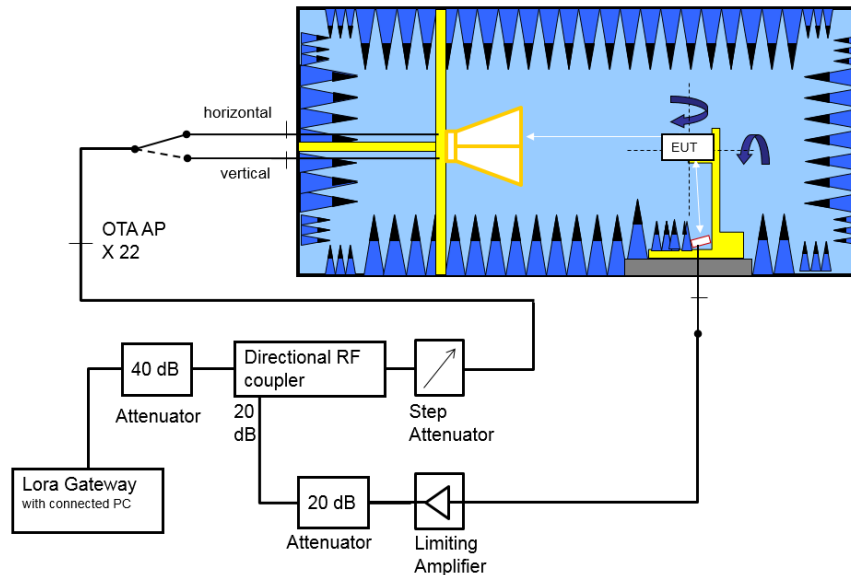 horizontal
vertical
EUT
OTA AP
X 22
40 dB
Attenuator
Directional RF
coupler
20
dB
Step
Attenuator
Lora Gateway
with connected PC
20 dB
Attenuator
Limiting
Amplifier